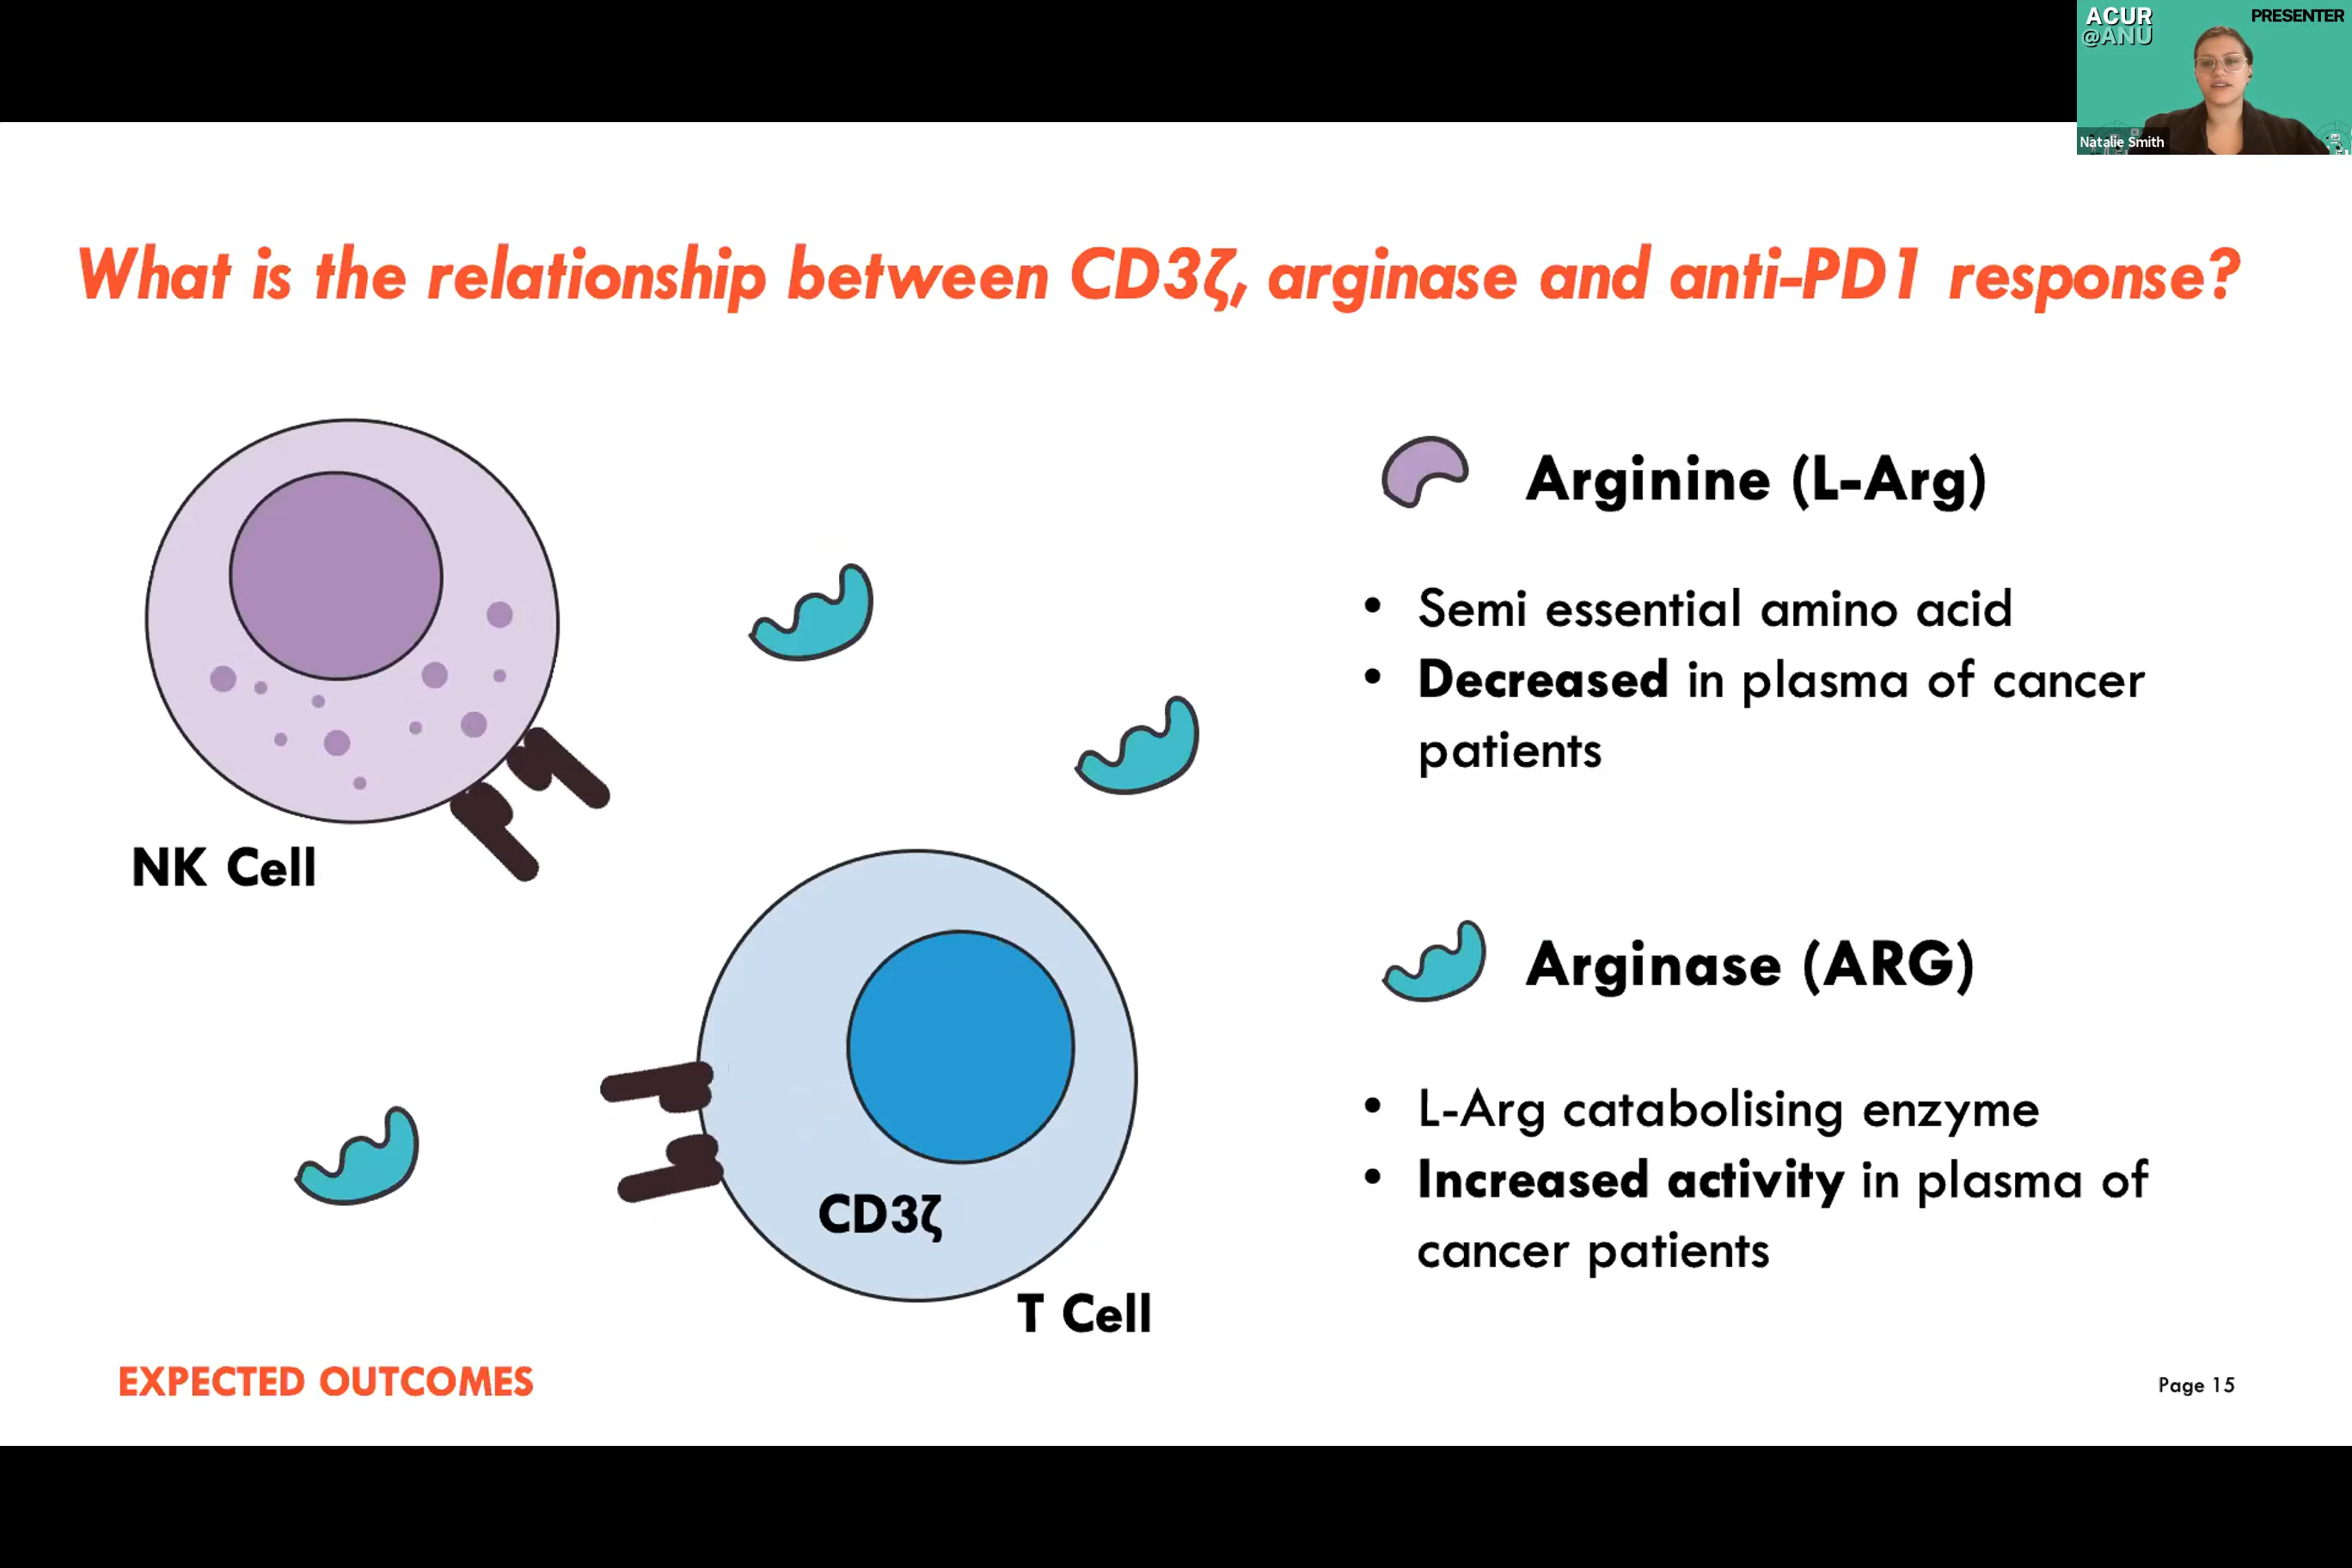 ACUR
@ANU
PRESENTER
Natalie Smith
What is the relationship between CD3ζ, arginase and anti-PD1 response?
NK Cell
CD3ζ
T Cell
Arginine (L-Arg)
• Semi essential amino acid
• Decreased in plasma of cancer
patients
Arginase (ARG)
• L-Arg catabolising enzyme
• Increased activity in plasma of
cancer patients
EXPECTED OUTCOMES
Page 15